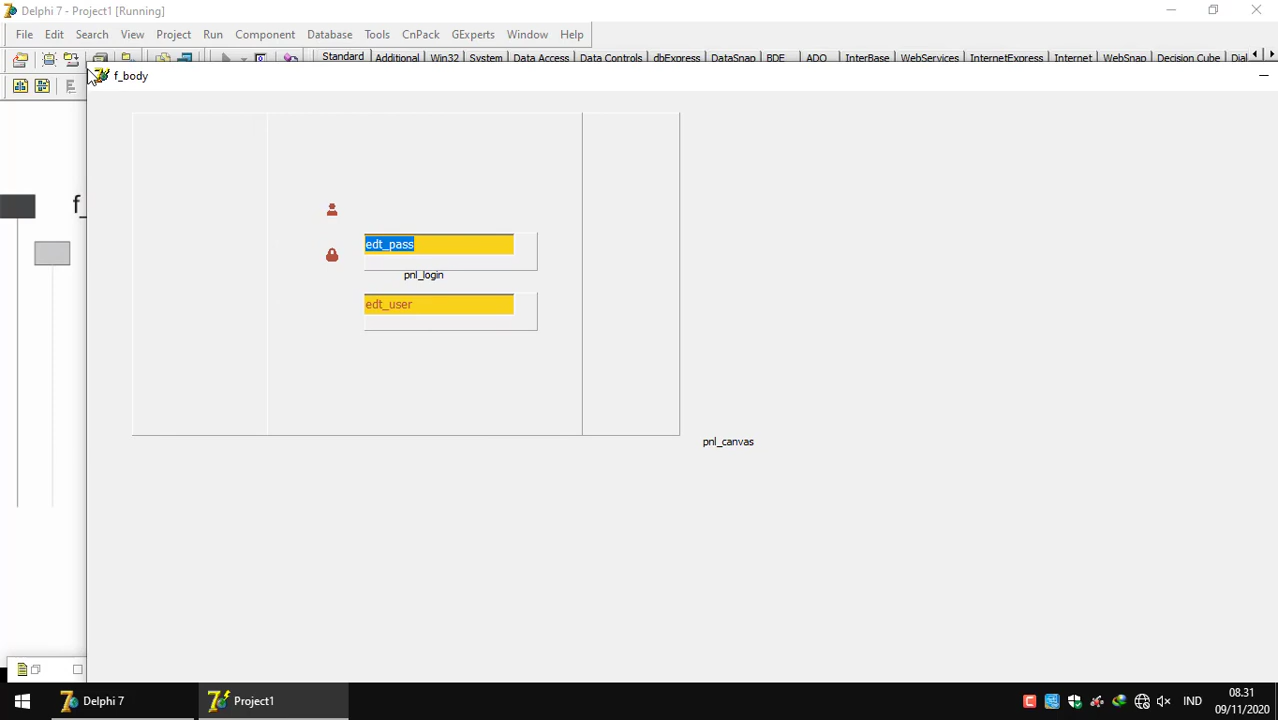 Delphi 7 - Project1 [Running]
File Edit Search View Project Run Component Database Tools CnPack GExperts Window Help
Standard Additional Win32 System Data Access Data Controls dbExpress DataSnap BDE ADO InterBase WebServices InternetExpress Internet WebSnap Decision Cube Dial
f_body
f_
edt_pass
pnl_login
edt_user
pnl_canvas
Delphi 7
Project1
IND
08.31
09/11/2020